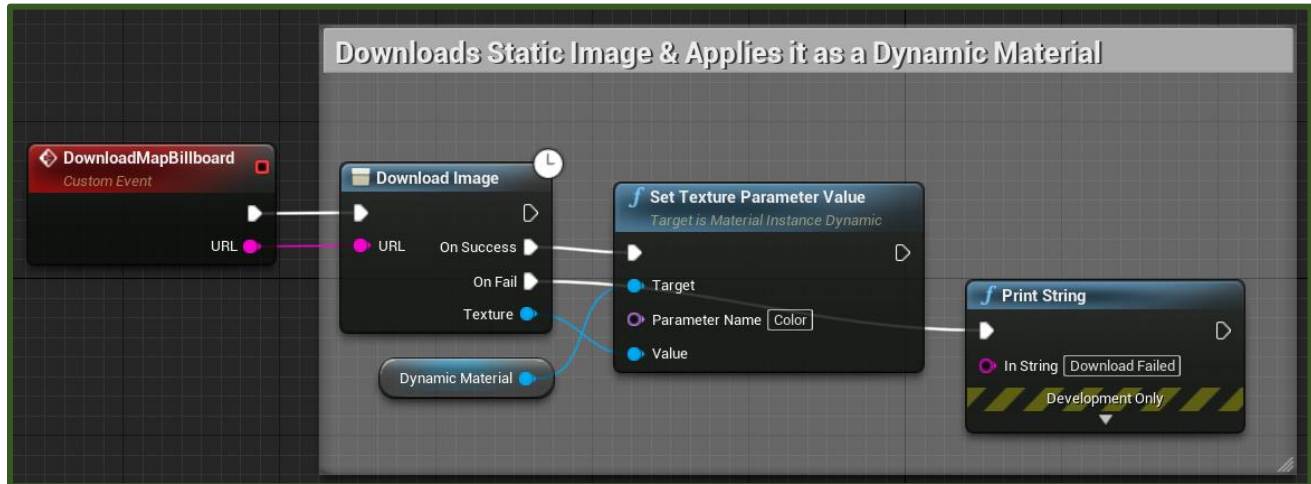 Downloads Static Image & Applies it as a Dynamic Material
DownloadMapBillboard
Custom Event
URL
Download Image
URL
On Success
On Fail
Texture
Dynamic Material
f Set Texture Parameter Value
Target is Material Instance Dynamic
Target
Parameter Name Color
Value
f Print String
In String Download Failed
Development Only